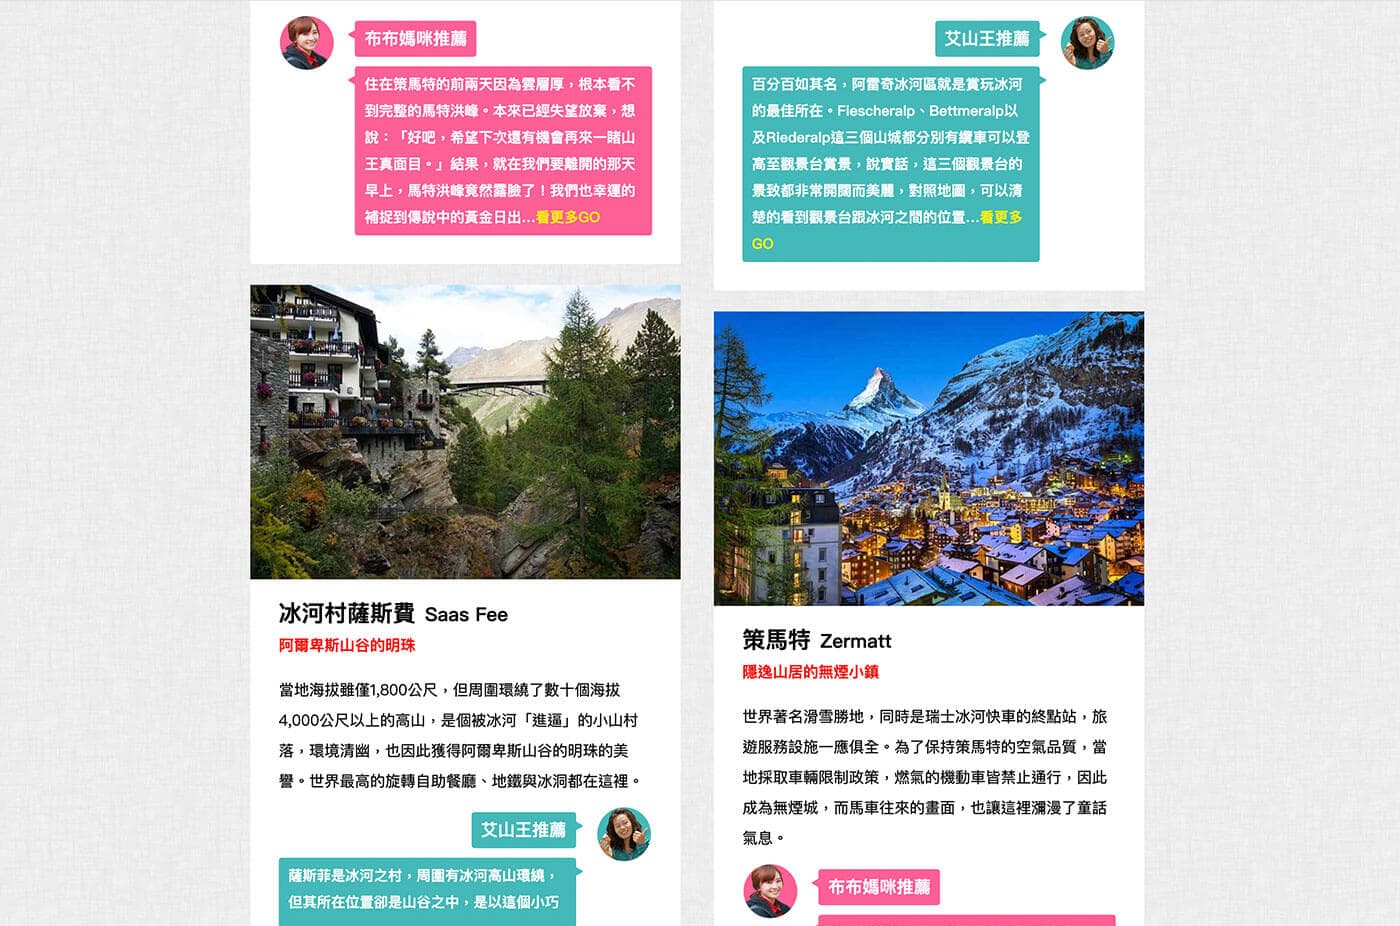 布布媽咪推薦
住在策馬特的前兩天因為雲層厚，根本看不
到完整的馬特洪峰。本來已經失望放棄，想
說：「好吧，希望下次還有機會再來一睹山
王真面目。」結果，就在我們要離開的那天
早上，馬特洪峰竟然露臉了！我們也幸運的
補捉到傳說中的黃金日出...看更多GO
冰河村薩斯費 Saas Fee
阿爾卑斯山谷的明珠
當地海拔雖僅1,800公尺，但周圍環繞了數十個海拔
4,000公尺以上的高山，是個被冰河「進逼」的小山村
落，環境清幽，也因此獲得阿爾卑斯山谷的明珠的美
譽。世界最高的旋轉自助餐廳、地鐵與冰洞都在這裡。
艾山王推薦
薩斯菲是冰河之村，周圍有冰河高山環繞，
但其所在位置卻是山谷之中，是以這個小巧
艾山王推薦
百分百如其名，阿雷奇冰河區就是賞玩冰河
的最佳所在。Fiescheralp、Bettmeralp以
及Riederalp這三個山城都分別有纜車可以登
高至觀景台賞景，說實話，這三個觀景台的
景致都非常開闊而美麗，對照地圖，可以清
楚的看到觀景台跟冰河之間的位置...看更多
GO
策馬特 Zermatt
隱逸山居的無煙小鎮
世界著名滑雪勝地，同時是瑞士冰河快車的終點站，旅
遊服務設施一應俱全。為了保持策馬特的空氣品質，當
地採取車輛限制政策，燃氣的機動車皆禁止通行，因此
成為無煙城，而馬車往來的畫面，也讓這裡瀰漫了童話
氣息。
布布媽咪推薦